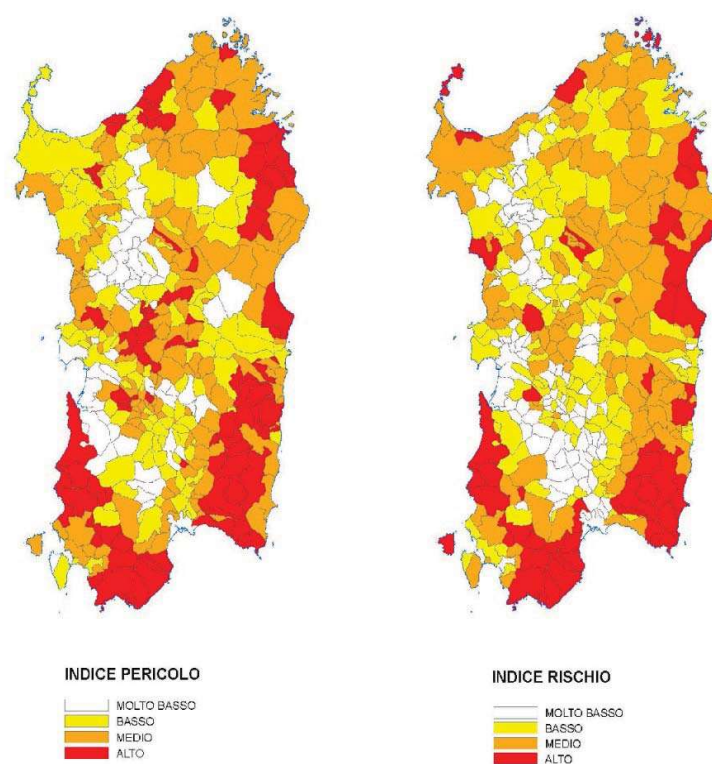 INDICE PERICOLO
MOLTO BASSO
BASSO
MEDIO
ALTO
INDICE RISCHIO
MOLTO BASSO
BASSO
MEDIO
ALTO